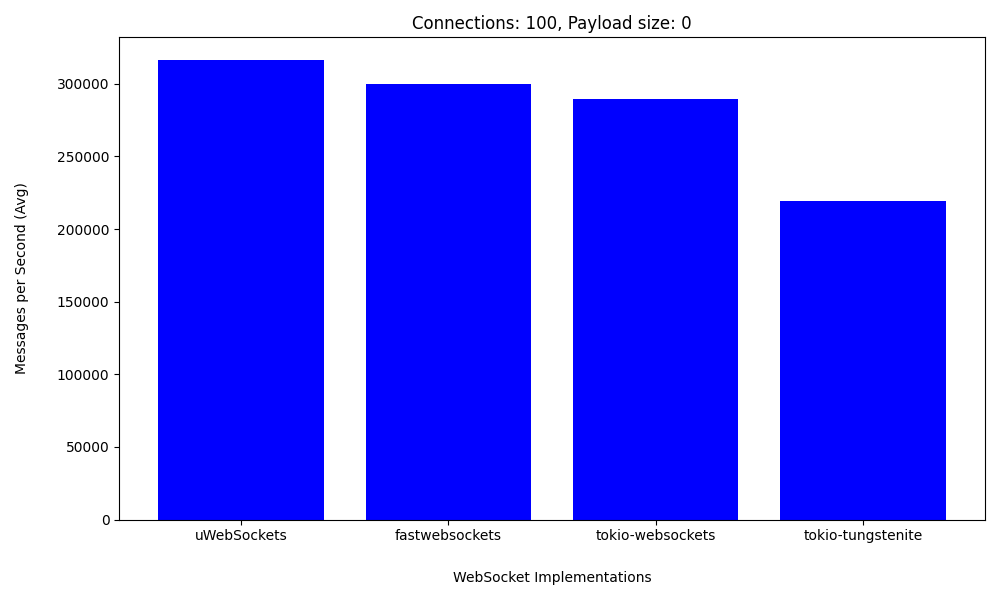 Connections: 100, Payload size: 0
Messages per Second (Avg)
300000
250000
200000
150000
100000
50000
0
uWebSockets
fastwebsockets
tokio-websockets
tokio-tungstenite
WebSocket Implementations